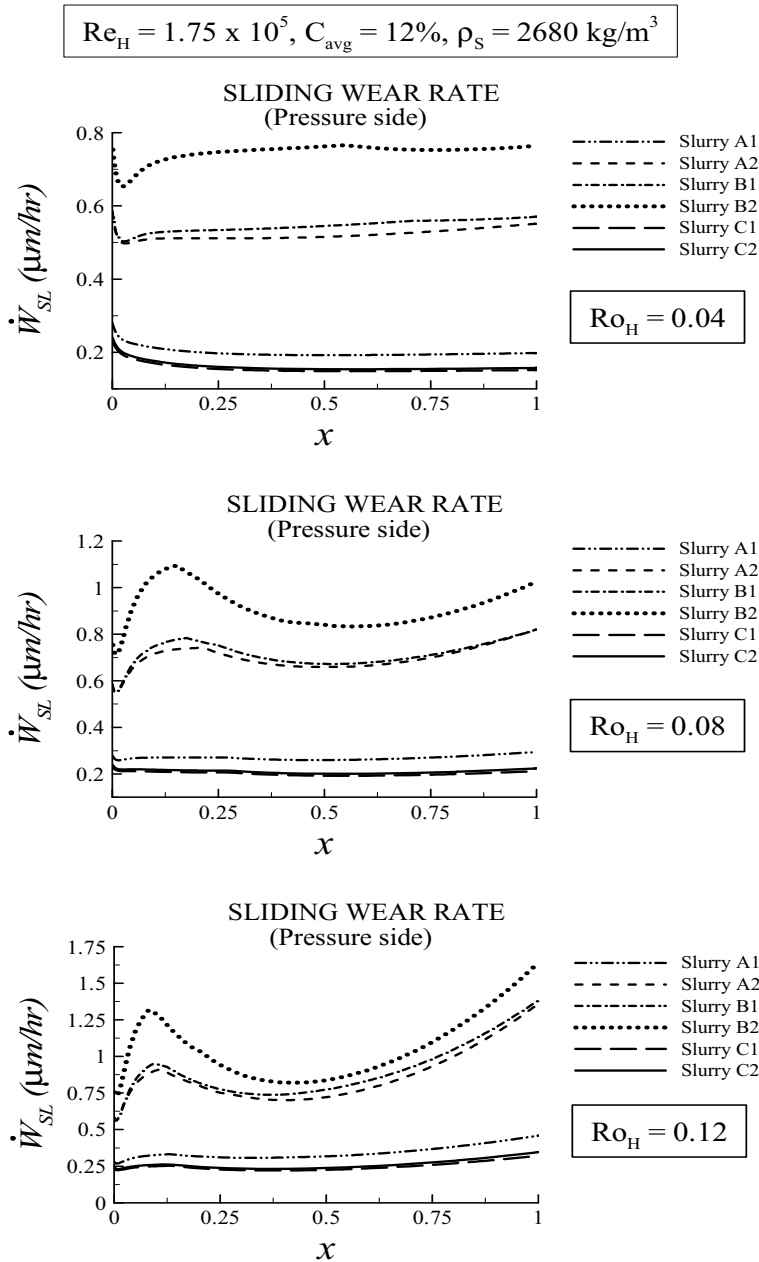 Re_H = 1.75 x 10^5, C_avg = 12%, ρ_S = 2680 kg/m^3
SLIDING WEAR RATE
(Pressure side)
0.8
0.6
0.4
0.2
Ẇ_SL (μm/hr)
0 0.25 0.5 0.75 1
x
Slurry A1
Slurry A2
Slurry B1
Slurry B2
Slurry C1
Slurry C2
Ro_H = 0.04
SLIDING WEAR RATE
(Pressure side)
1.2
1
0.8
0.6
0.4
0.2
Ẇ_SL (μm/hr)
0 0.25 0.5 0.75 1
x
Slurry A1
Slurry A2
Slurry B1
Slurry B2
Slurry C1
Slurry C2
Ro_H = 0.08
SLIDING WEAR RATE
(Pressure side)
1.75
1.5
1.25
1
0.75
0.5
0.25
0
Ẇ_SL (μm/hr)
0 0.25 0.5 0.75 1
x
Slurry A1
Slurry A2
Slurry B1
Slurry B2
Slurry C1
Slurry C2
Ro_H = 0.12